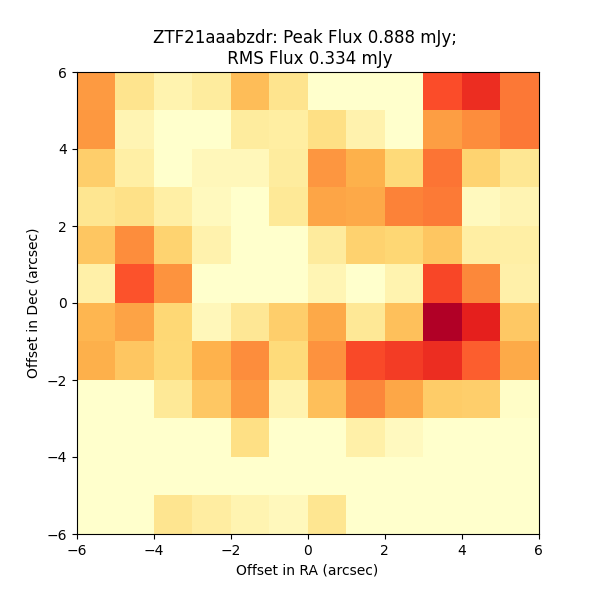 ZTF21aaabzdr: Peak Flux 0.888 mJy;
RMS Flux 0.334 mJy
6
4
2
0
−2
−4
−6
Offset in Dec (arcsec)
−6 −4 −2 0 2 4 6
Offset in RA (arcsec)